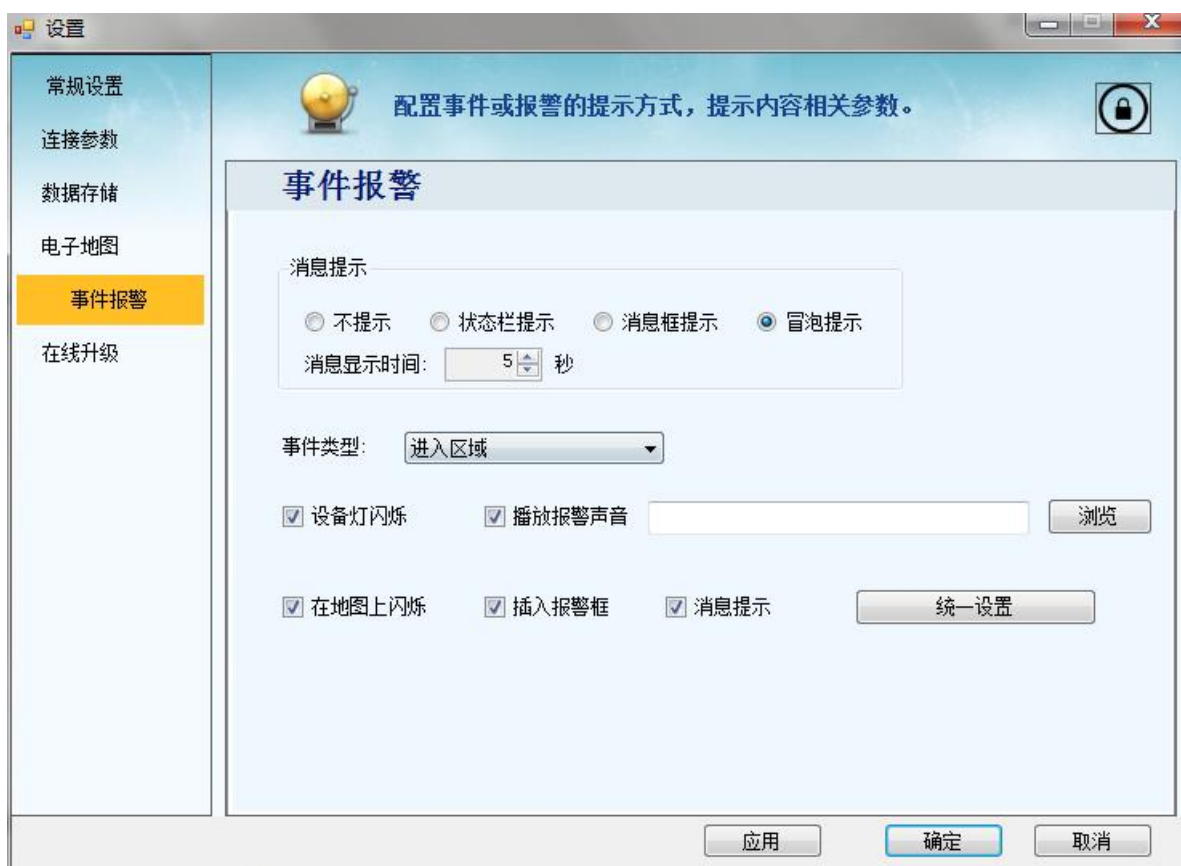 设置
常规设置
连接参数
数据存储
电子地图
事件报警
在线升级
配置事件或报警的提示方式，提示内容相关参数。
事件报警
消息提示
不提示 状态栏提示 消息框提示 冒泡提示
消息显示时间: 5 秒
事件类型: 进入区域
设备灯闪烁 播放报警声音 浏览
在地图上闪烁 插入报警框 消息提示 统一设置
应用 确定 取消